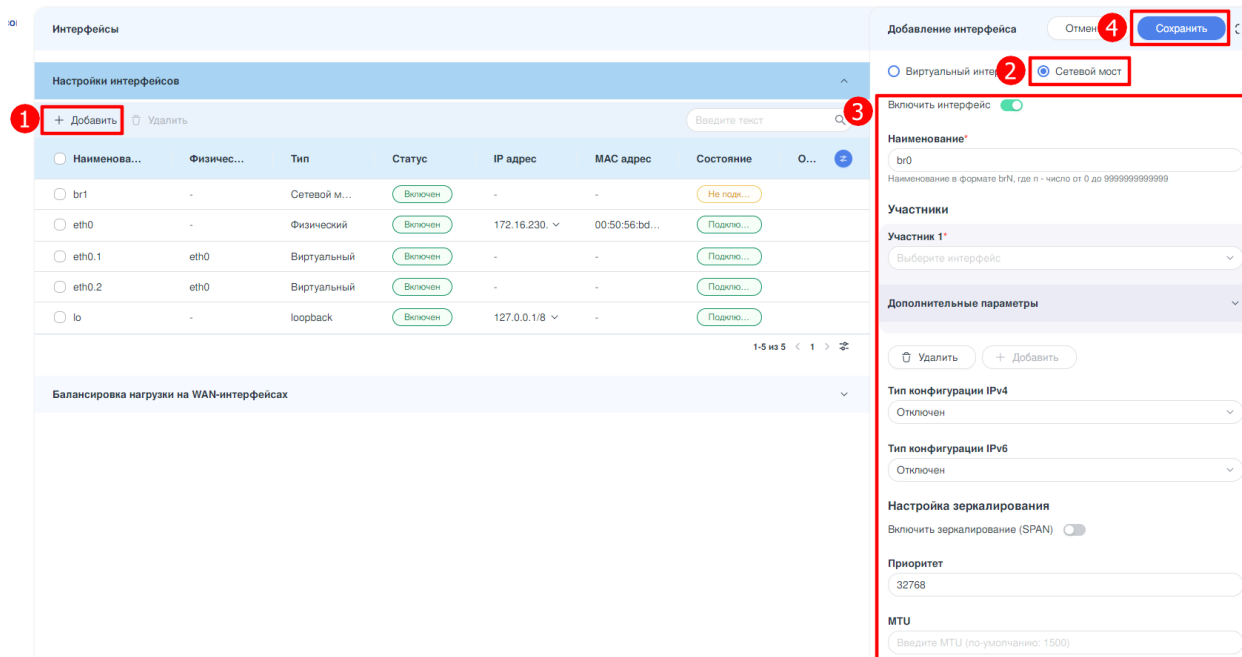 Интерфейсы
Настройки интерфейсов
1
+ Добавить Удалить Введите текст
Наименова... Физичес... Тип Статус IP адрес MAC адрес Состояние О...
br1 - Сетевой м... Включен - - Не подк...
eth0 - Физический Включен 172.16.230. 00:50:56:bd... Подклю...
eth0.1 eth0 Виртуальный Включен - - Подклю...
eth0.2 eth0 Виртуальный Включен - - Подклю...
lo - loopback Включен 127.0.0.1/8 - Подклю...
1-5 из 5 < 1 >
Балансировка нагрузки на WAN-интерфейсах
Добавление интерфейса Отмен 4 Сохранить
Виртуальный интер 2 Сетевой мост
3
Включить интерфейс
Наименование*
br0
Наименование в формате brN, где n - число от 0 до 9999999999999
Участники
Участник 1*
Выберите интерфейс
Дополнительные параметры
Удалить + Добавить
Тип конфигурации IPv4
Отключен
Тип конфигурации IPv6
Отключен
Настройка зеркалирования
Включить зеркалирование (SPAN)
Приоритет
32768
MTU
Введите MTU (по-умолчанию: 1500)